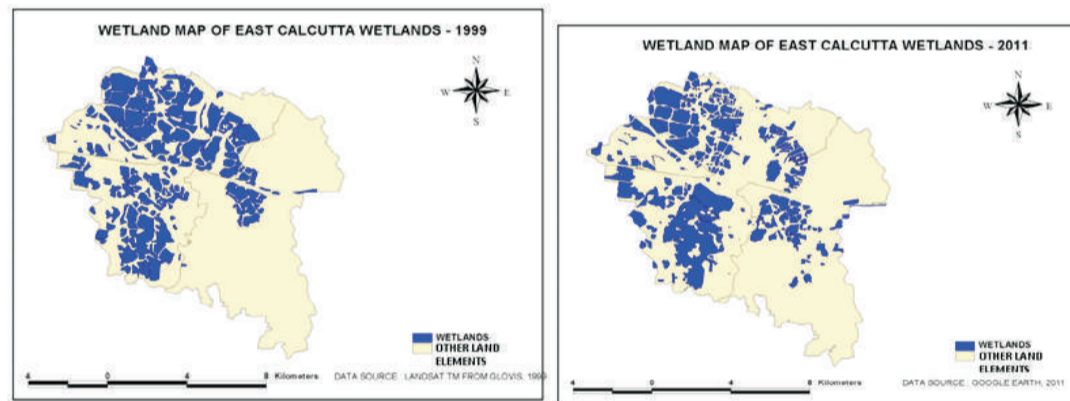 WETLAND MAP OF EAST CALCUTTA WETLANDS - 1999
N
W E
S
WETLANDS
OTHER LAND
ELEMENTS
4 0 4 8 Kilometers
DATA SOURCE : LANDSAT TM FROM GLOVIS, 1999
WETLAND MAP OF EAST CALCUTTA WETLANDS - 2011
N
W E
S
WETLANDS
OTHER LAND
ELEMENTS
4 0 4 8 Kilometers
DATA SOURCE : GOOGLE EARTH, 2011